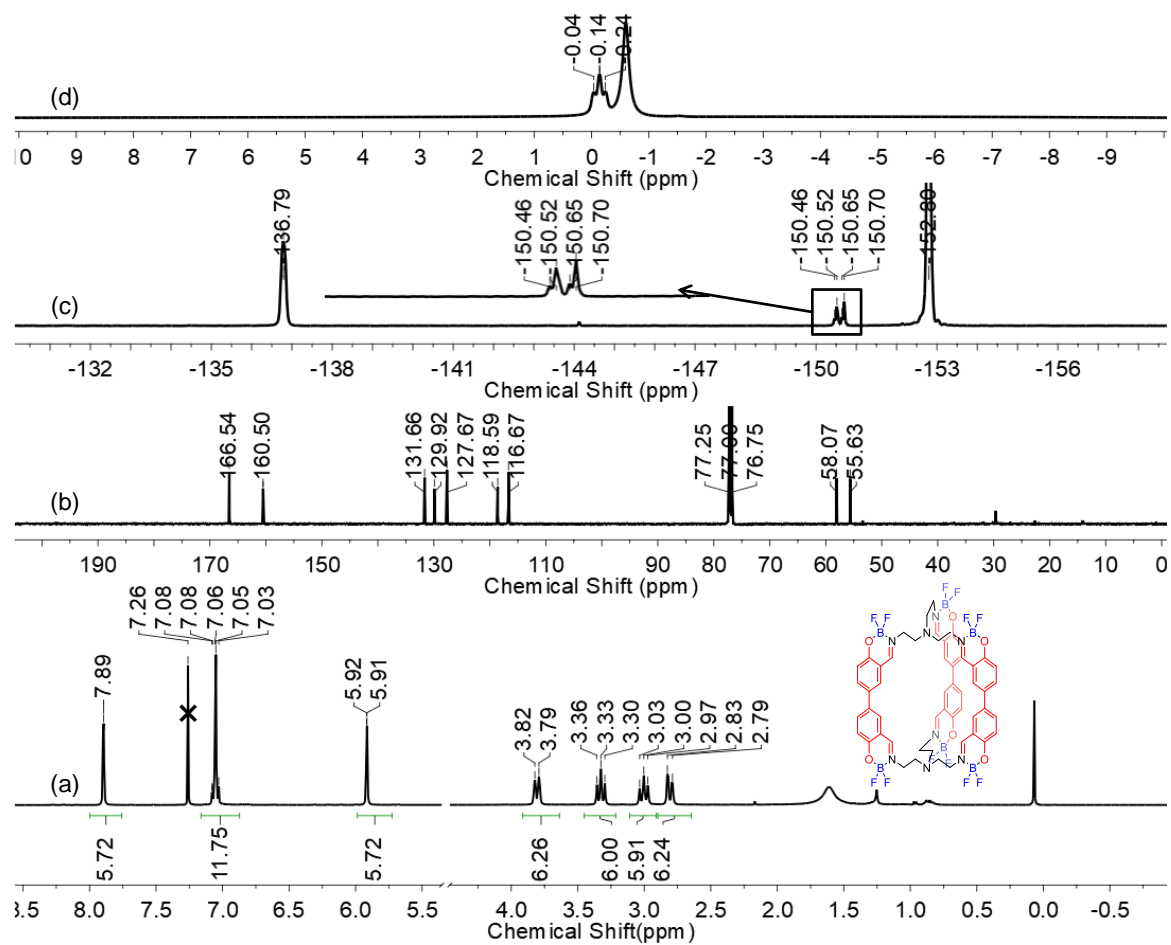 -0.04
-0.14
-0.24
(d)
10 9 8 7 6 5 4 3 2 1 0 -1 -2 -3 -4 -5 -6 -7 -8 -9
Chemical Shift (ppm)
-136.79
-150.46
-150.52
-150.65
-150.70
-150.46
-150.52
-150.65
-150.70
-152.80
(c)
-132 -135 -138 -141 -144 -147 -150 -153 -156
Chemical Shift (ppm)
166.54
160.50
131.66
129.92
127.67
118.59
116.67
77.25
77.00
76.75
58.07
55.63
(b)
190 170 150 130 110 90 80 70 60 50 40 30 20 10 0
Chemical Shift (ppm)
7.89
7.26
7.08
7.08
7.06
7.05
7.03
5.92
5.91
3.82
3.79
3.36
3.33
3.30
3.03
3.00
2.97
2.83
2.79
F B F O N
F F B O N
F F B O N
N
N
O B N F F
O B N F F
O B N F F
(a)
5.72
11.75
5.72
6.26
6.00
5.91
6.24
3.5 8.0 7.5 7.0 6.5 6.0 5.5 4.0 3.5 3.0 2.5 2.0 1.5 1.0 0.5 0.0 -0.5
Chemical Shift(ppm)